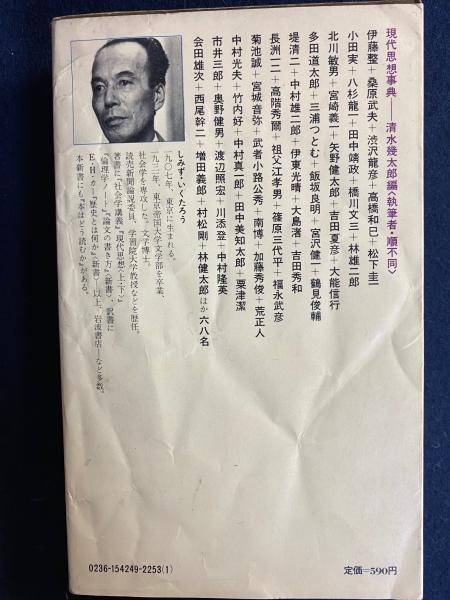 現代思想事典——清水幾太郎編〈執筆者・順不同〉
伊藤整+桑原武夫+渋沢龍彦+高橋和巳+松下圭一
小田実+八杉龍一+田中靖政+橋川文三+林雄二郎
北川敏男+宮崎義一+矢野健太郎+吉田夏彦+大熊信行
多田道太郎+三浦つとむ+飯坂良明+宮沢健一+鶴見俊輔
堤清二+中村雄二郎+伊東光晴+大島渚+吉田秀和
長洲一二+高階秀爾+祖父江孝男+篠原三代平+福永武彦
菊池誠+宮城音弥+武者小路公秀+南博+加藤秀俊+荒正人
中村光夫+竹内好+中村真一郎+田中美知太郎+粟津潔
市井三郎+奥野健男+渡辺照宏+川添登+中村隆英
会田雄次+西尾幹二+増田義郎+村松剛+林健太郎ほか六八名
しみず・いくたろう
一九〇七年、東京に生まれる。
一九三一年、東京帝国大学文学部を卒業。
社会学を専攻した。文学博士。
読売新聞論説委員、学習院大学教授などを歴任。
著書に『社会学講義』『現代思想〈上・下〉』
『倫理学ノート』『論文の書き方』〈新書〉、訳書に
E・H・カー『歴史とは何か』〈新書〉—以上、岩波書店—など多数。
本新書にも『本はどう読むか』がある。
0236-154249-2253(1)
定価=590円